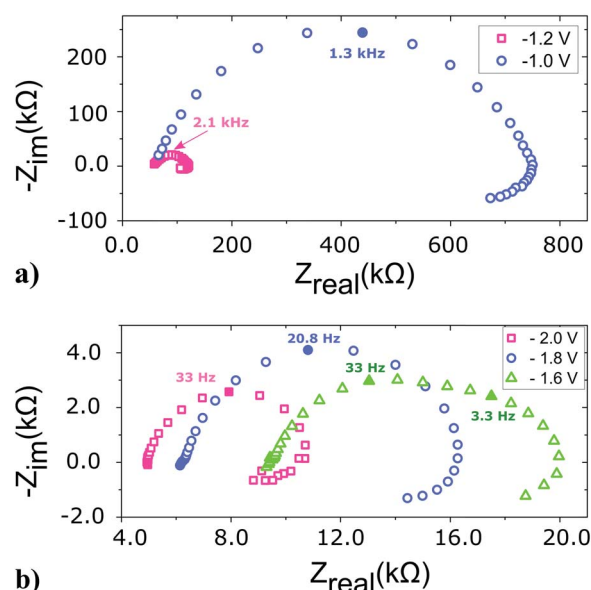 -1.2 V
-1.0 V
200
100
0.0
-100
-Zim(kΩ)
1.3 kHz
2.1 kHz
0.0
200
400
600
800
a)
Zreal(kΩ)
20.8 Hz
- 2.0 V
- 1.8 V
- 1.6 V
4.0
2.0
0.0
-2.0
-Zim(kΩ)
33 Hz
33 Hz
3.3 Hz
4.0
8.0
12.0
16.0
20.0
b)
Zreal(kΩ)